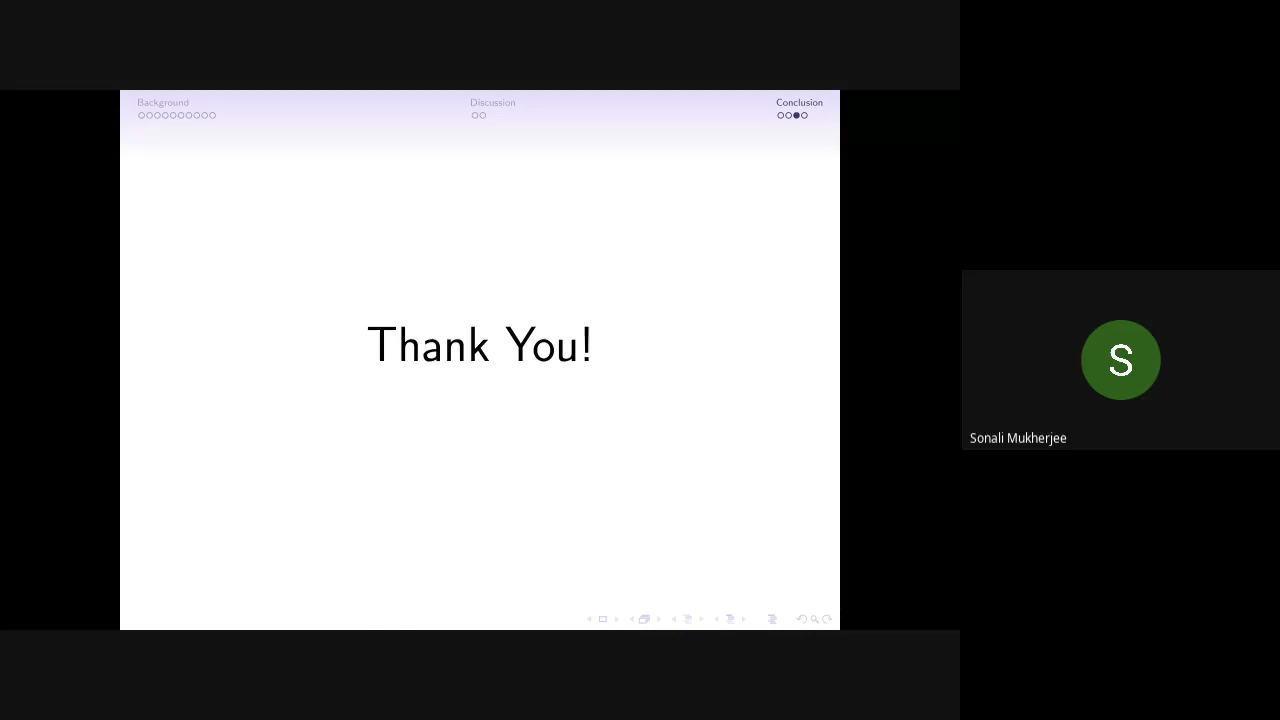 Background
Discussion
Conclusion
Thank You!
S
Sonali Mukherjee